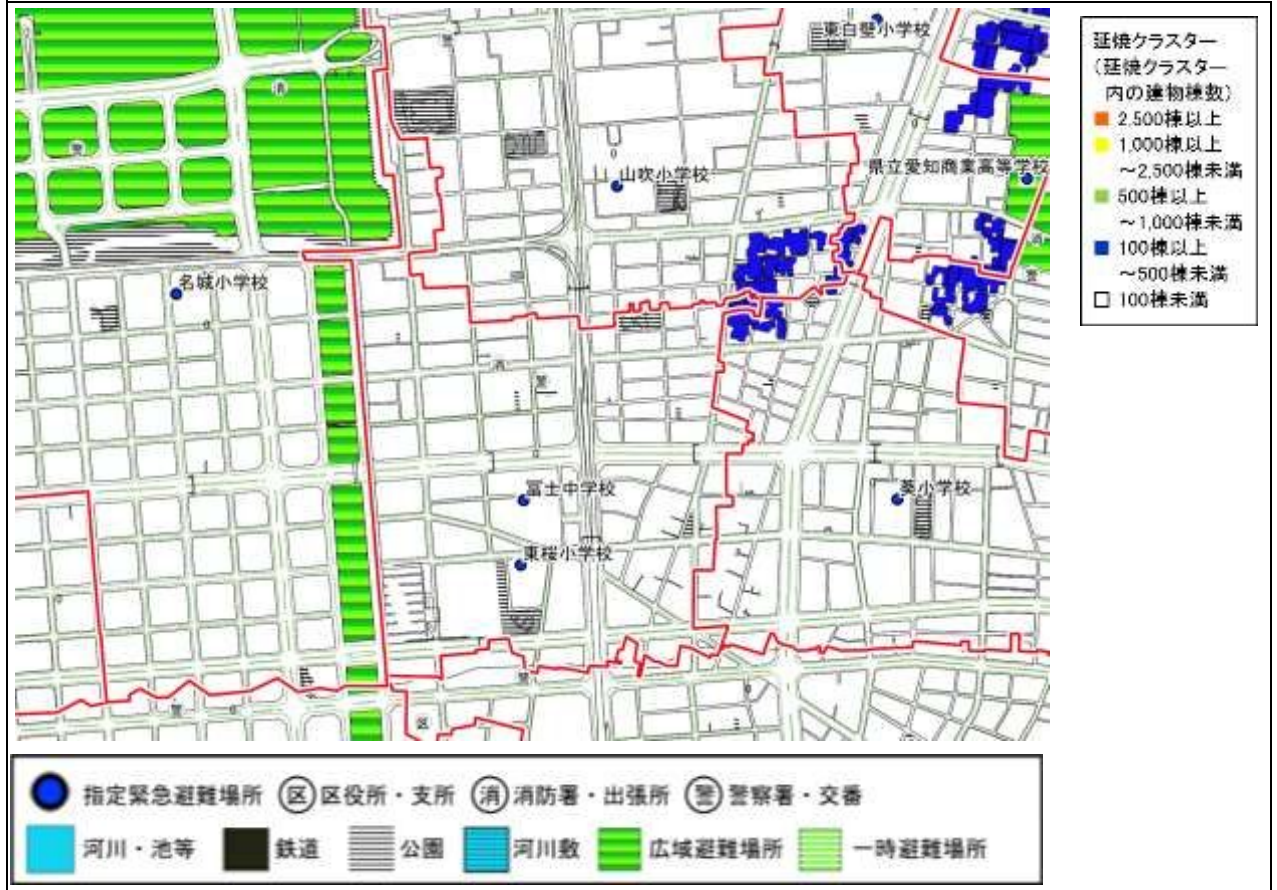 東白壁小学校
消
警
県立愛知商業高等学校
山吹小学校
名城小学校
消
警
冨士中学校
葵小学校
東桜小学校
区
延焼クラスター
(延焼クラスター
内の建物棟数)
2,500棟以上
1,000棟以上
~2,500棟未満
500棟以上
~1,000棟未満
100棟以上
~500棟未満
100棟未満
指定緊急避難場所 区 区役所・支所 消 消防署・出張所 警 警察署・交番
河川・池等 鉄道 公園 河川敷 広域避難場所 一時避難場所